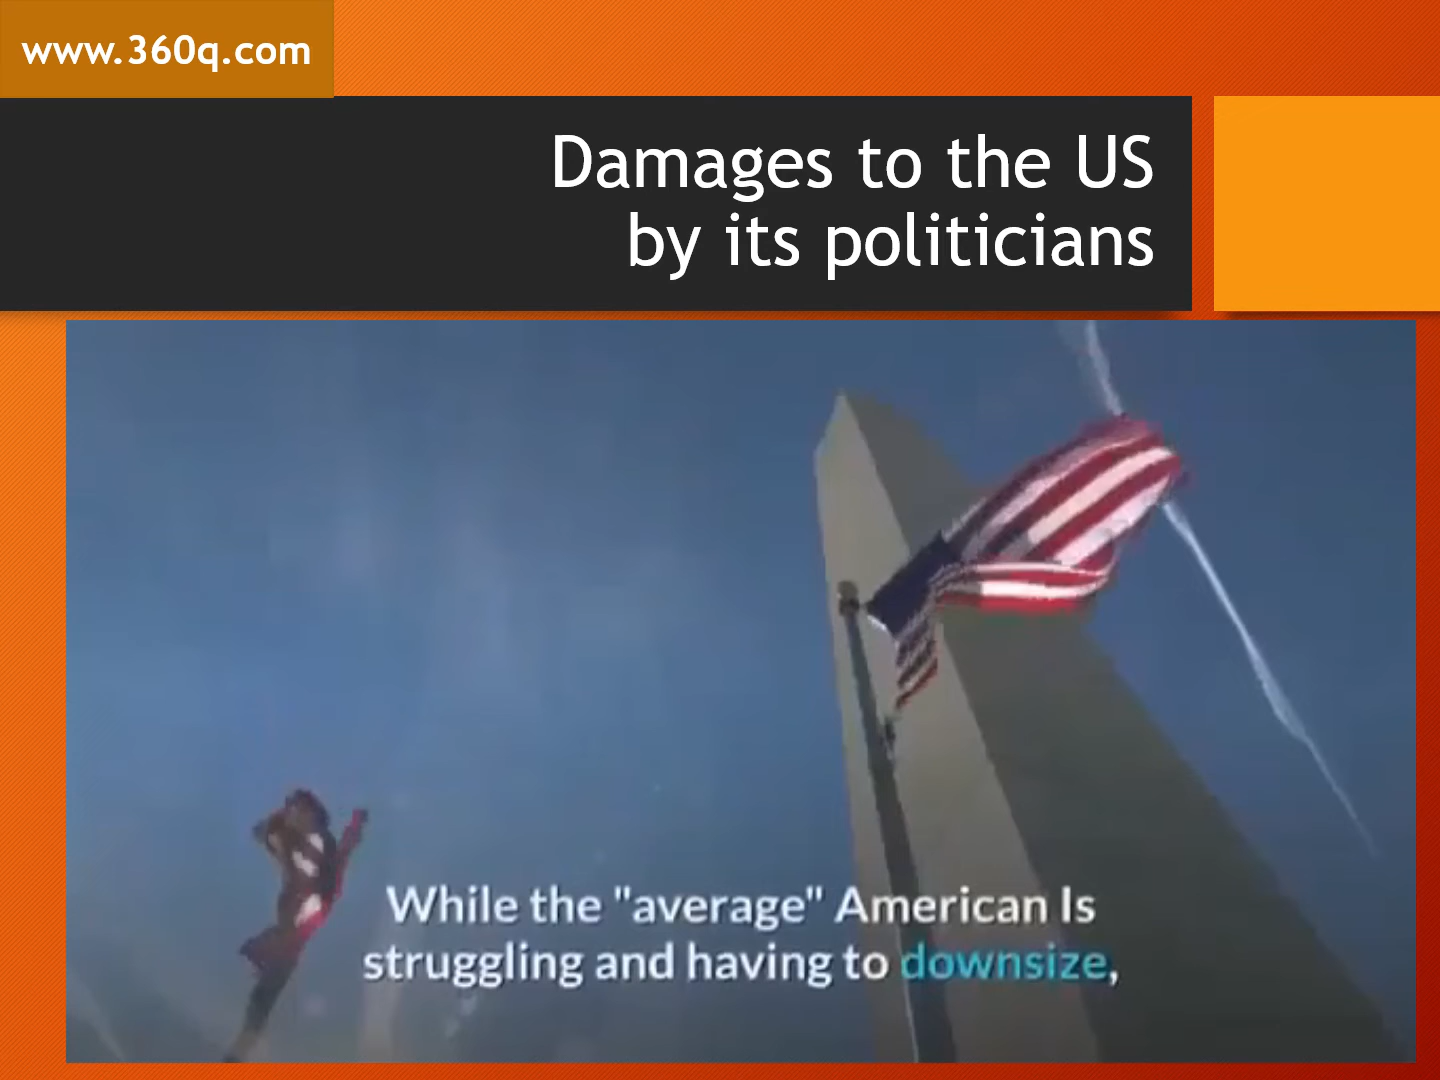 www.360q.com
Damages to the US
by its politicians
While the "average" American Is
struggling and having to downsize,